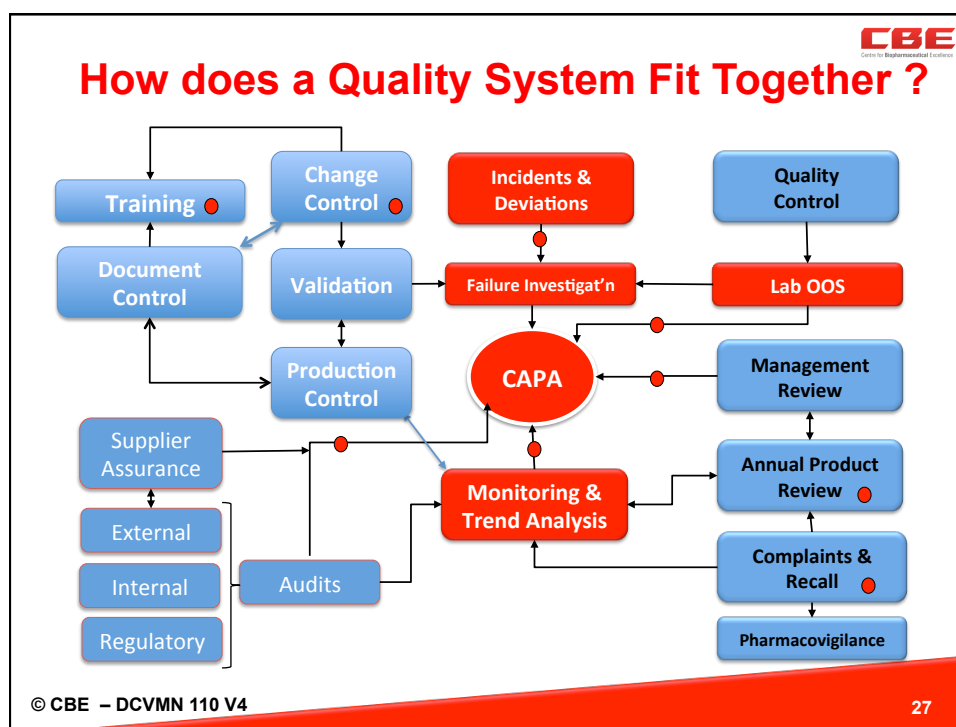 CBE
Centre for Biopharmaceutical Excellence
How does a Quality System Fit Together ?
Training
Change
Control
Incidents &
Deviations
Quality
Control
Document
Control
Validation
Failure Investigat’n
Lab OOS
Production
Control
CAPA
Management
Review
Supplier
Assurance
Annual Product
Review
Monitoring &
Trend Analysis
External
Internal
Audits
Complaints &
Recall
Regulatory
Pharmacovigilance
© CBE – DCVMN 110 V4
27